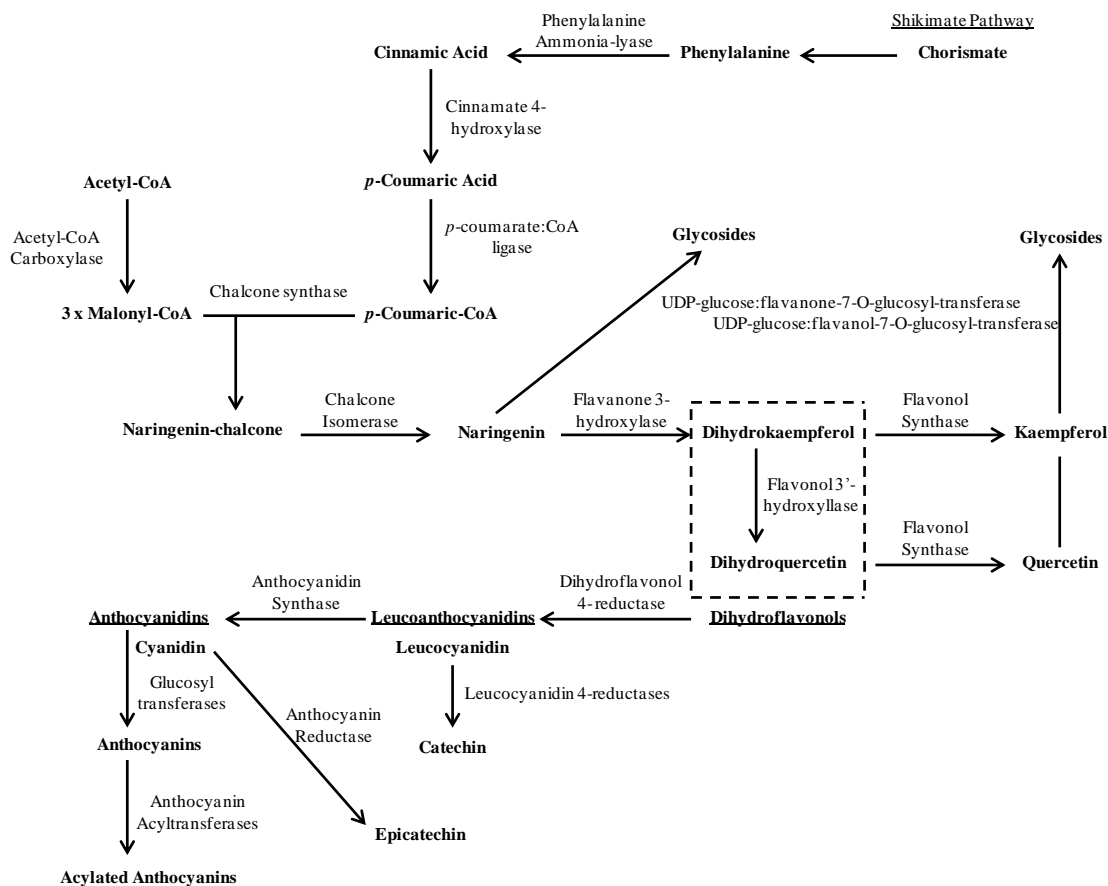 Shikimate Pathway
Phenylalanine
Ammonia-lyase
Cinnamic Acid
Phenylalanine
Chorismate
Cinnamate 4-
hydroxylase
Acetyl-CoA
p-Coumaric Acid
Acetyl-CoA
Carboxylase
p-coumarate:CoA
ligase
Glycosides
Glycosides
3 x Malonyl-CoA
Chalcone synthase
p-Coumaric-CoA
UDP-glucose:flavanone-7-O-glucosyl-transferase
UDP-glucose:flavanol-7-O-glucosyl-transferase
Naringenin-chalcone
Chalcone
Isomerase
Naringenin
Flavanone 3-
hydroxylase
Dihydrokaempferol
Flavonol
Synthase
Kaempferol
Flavonol 3'-
hydroxyllase
Dihydroquercetin
Flavonol
Synthase
Quercetin
Anthocyanidins
Anthocyanidin
Synthase
Leucoanthocyanidins
Dihydroflavonol
4-reductase
Dihydroflavonols
Cyanidin
Leucocyanidin
Glucosyl
transferases
Anthocyanin
Reductase
Leucocyanidin 4-reductases
Anthocyanins
Catechin
Anthocyanin
Acyltransferases
Epicatechin
Acylated Anthocyanins